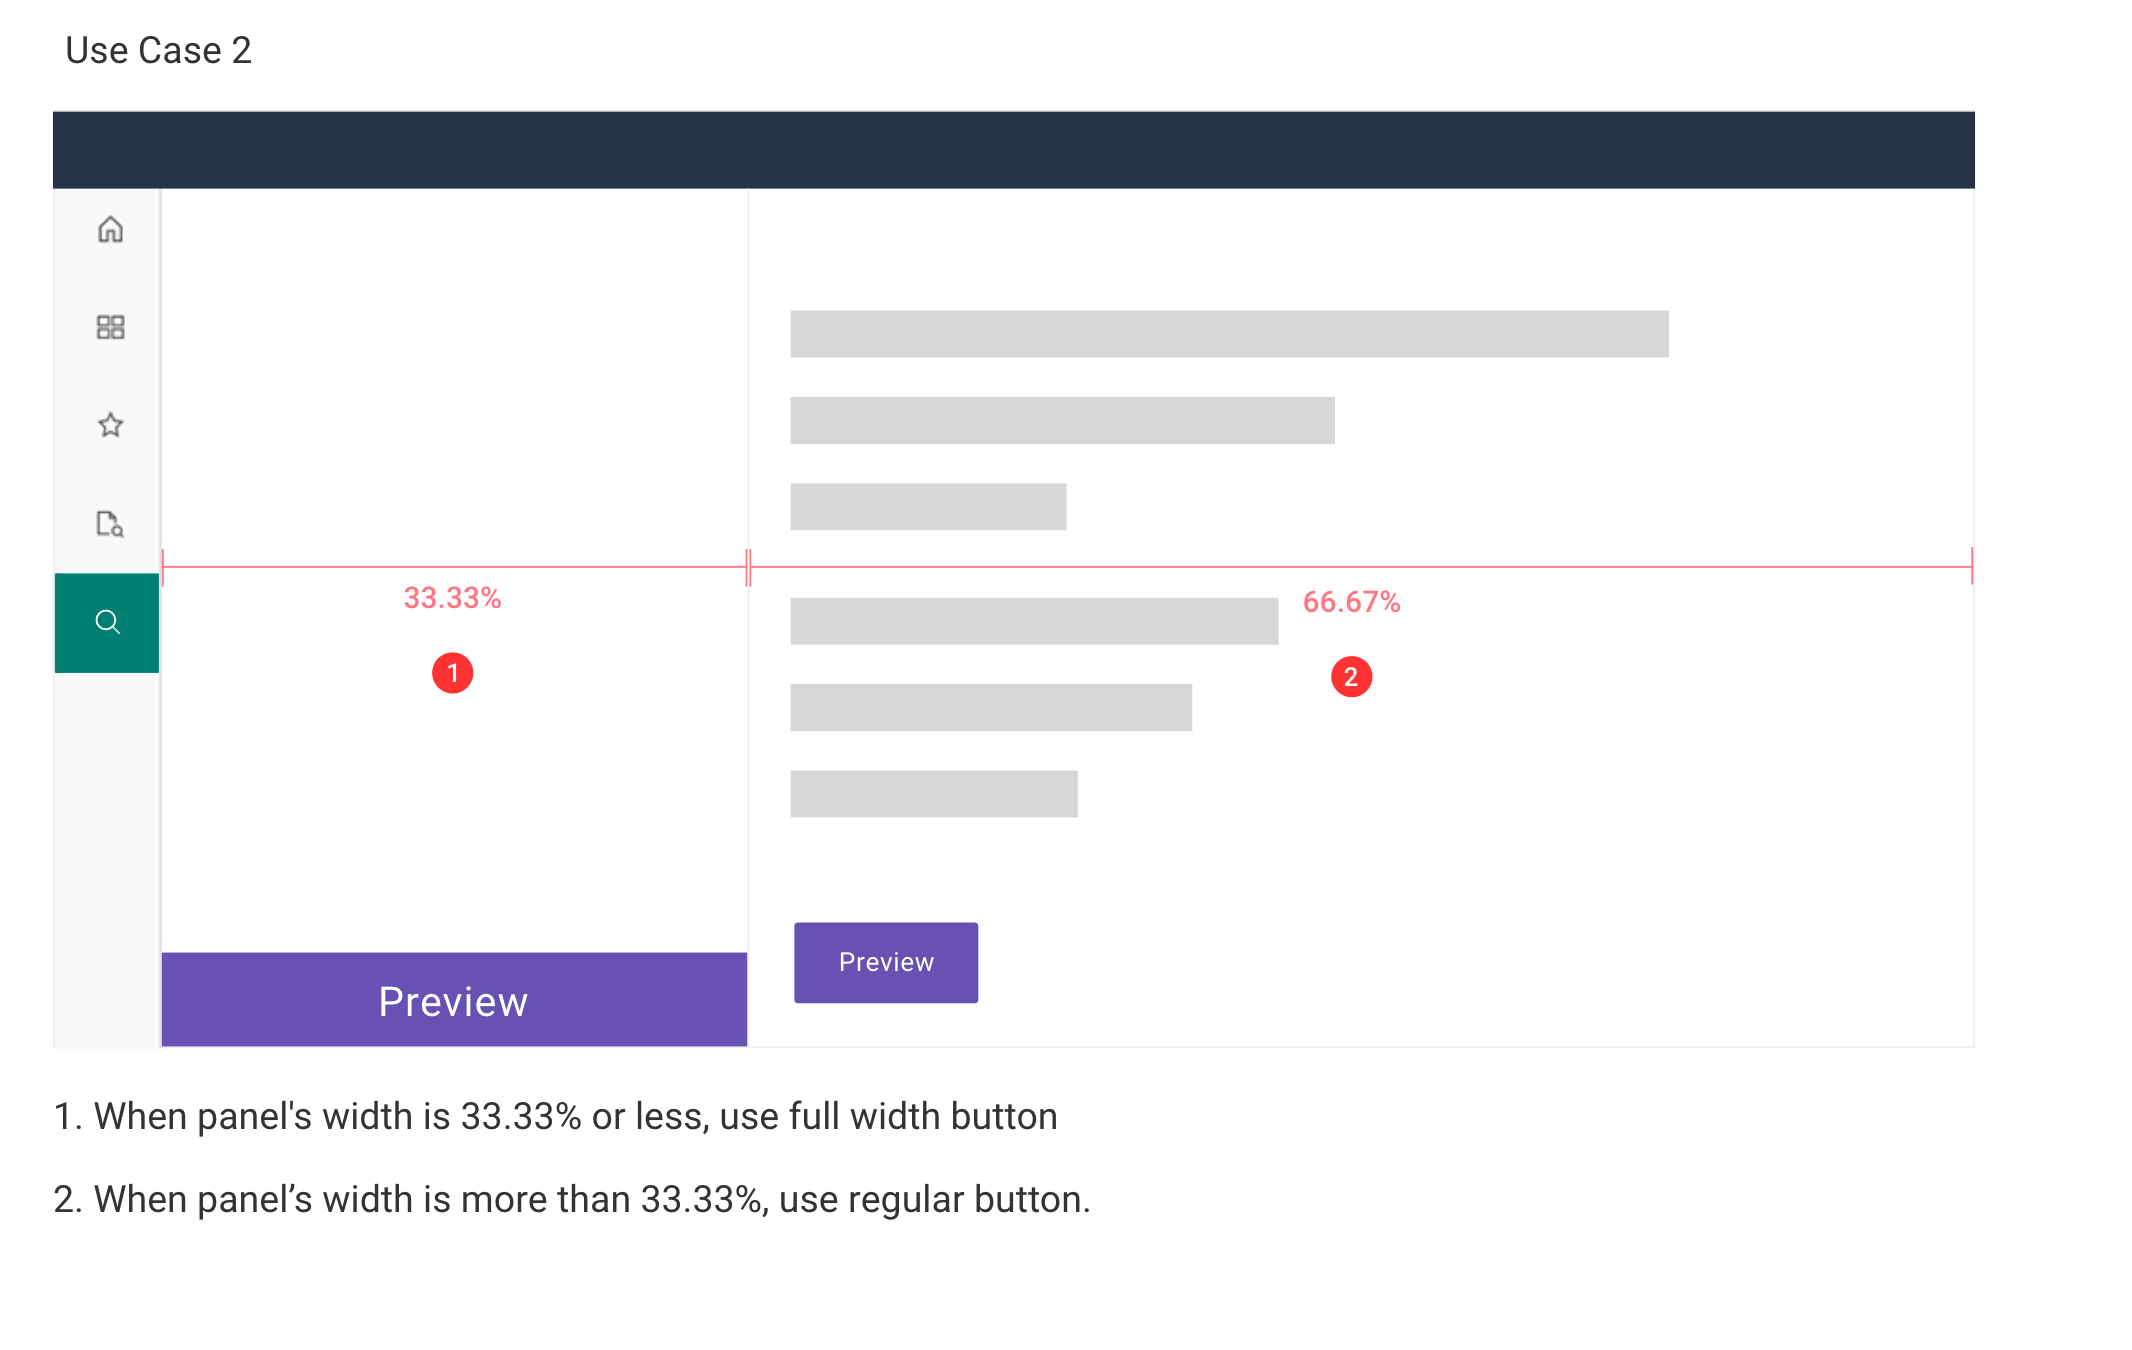 Use Case 2
33.33%
66.67%
1
2
Preview
Preview
1. When panel's width is 33.33% or less, use full width button
2. When panel’s width is more than 33.33%, use regular button.